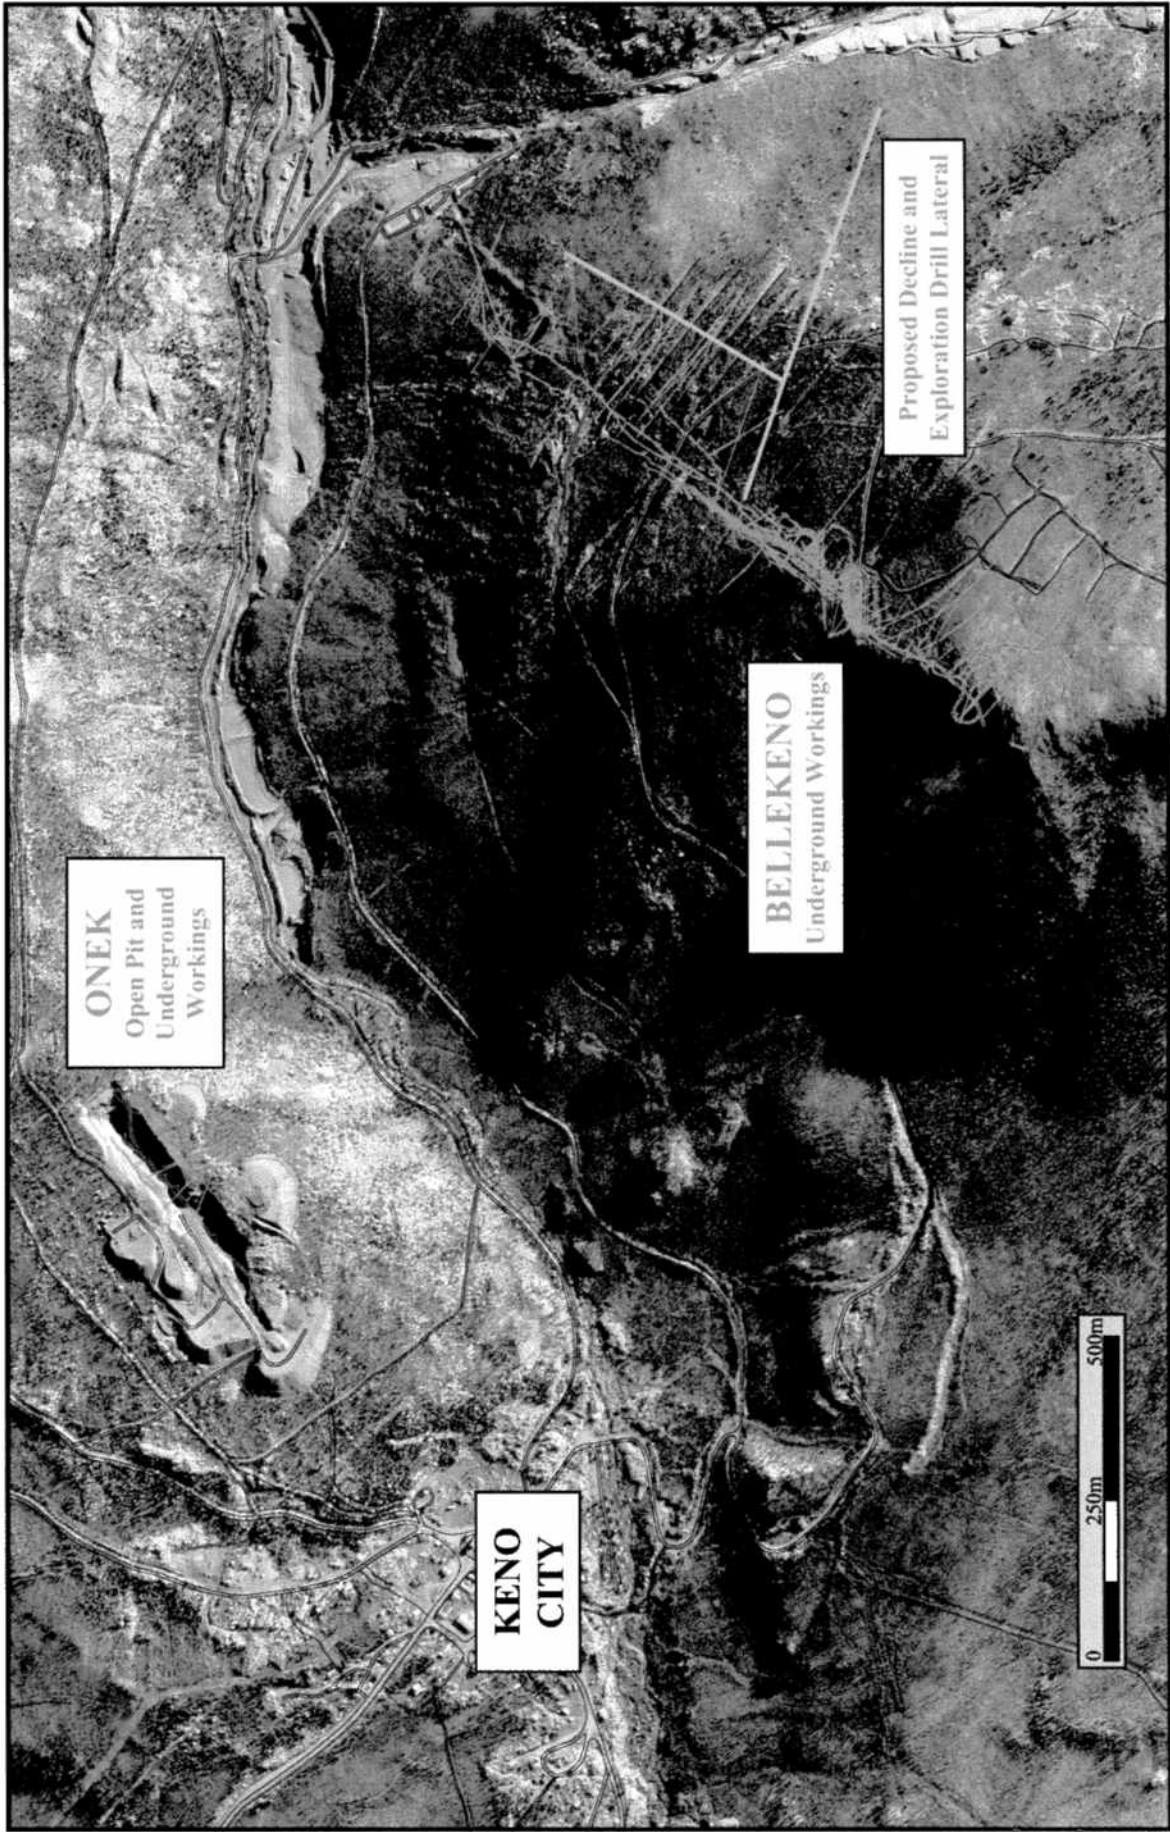 ONEK
Open Pit and
Underground
Workings
KENO
CITY
BELLEKENO
Underground Workings
Proposed Decline and
Exploration Drill Lateral
0 250m 500m